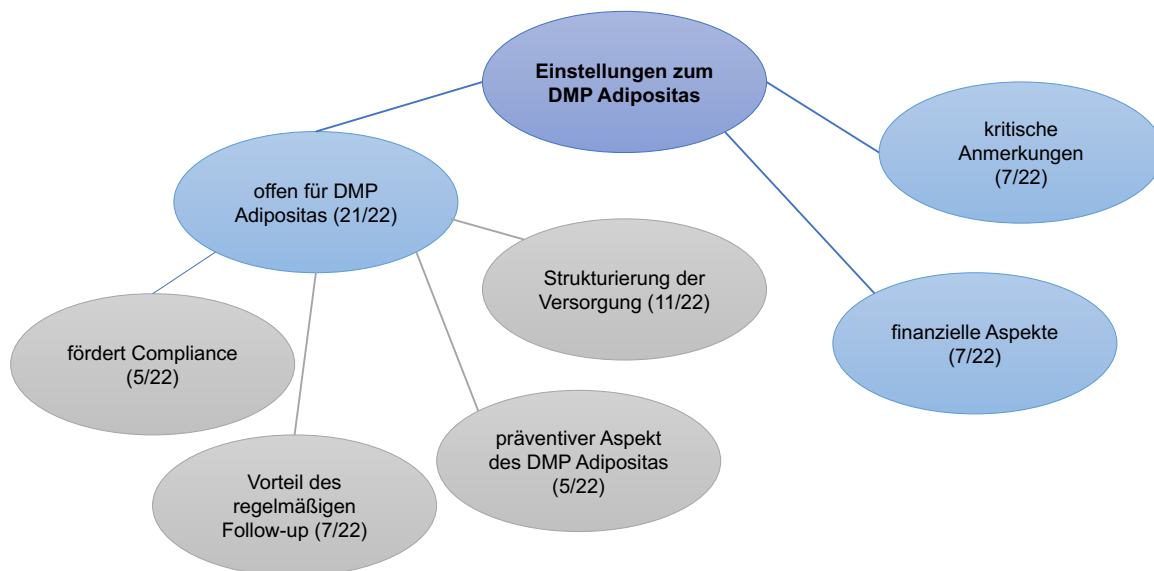 Einstellungen zum
DMP Adipositas
kritische
Anmerkungen
(7/22)
offen für DMP
Adipositas (21/22)
Strukturierung der
Versorgung (11/22)
finanzielle Aspekte
(7/22)
fördert Compliance
(5/22)
präventiver Aspekt
des DMP Adipositas
(5/22)
Vorteil des
regelmäßigen
Follow-up (7/22)